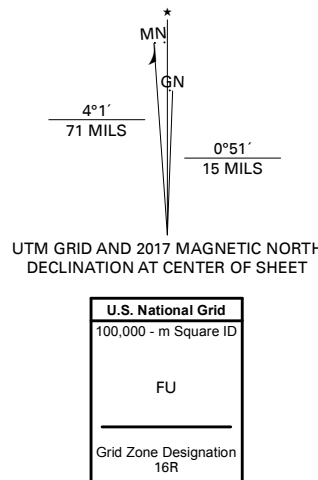 ★
MN
GN
4°1´
71 MILS
0°51´
15 MILS
UTM GRID AND 2017 MAGNETIC NORTH
DECLINATION AT CENTER OF SHEET
U.S. National Grid
100,000 - m Square ID
FU
Grid Zone Designation
16R